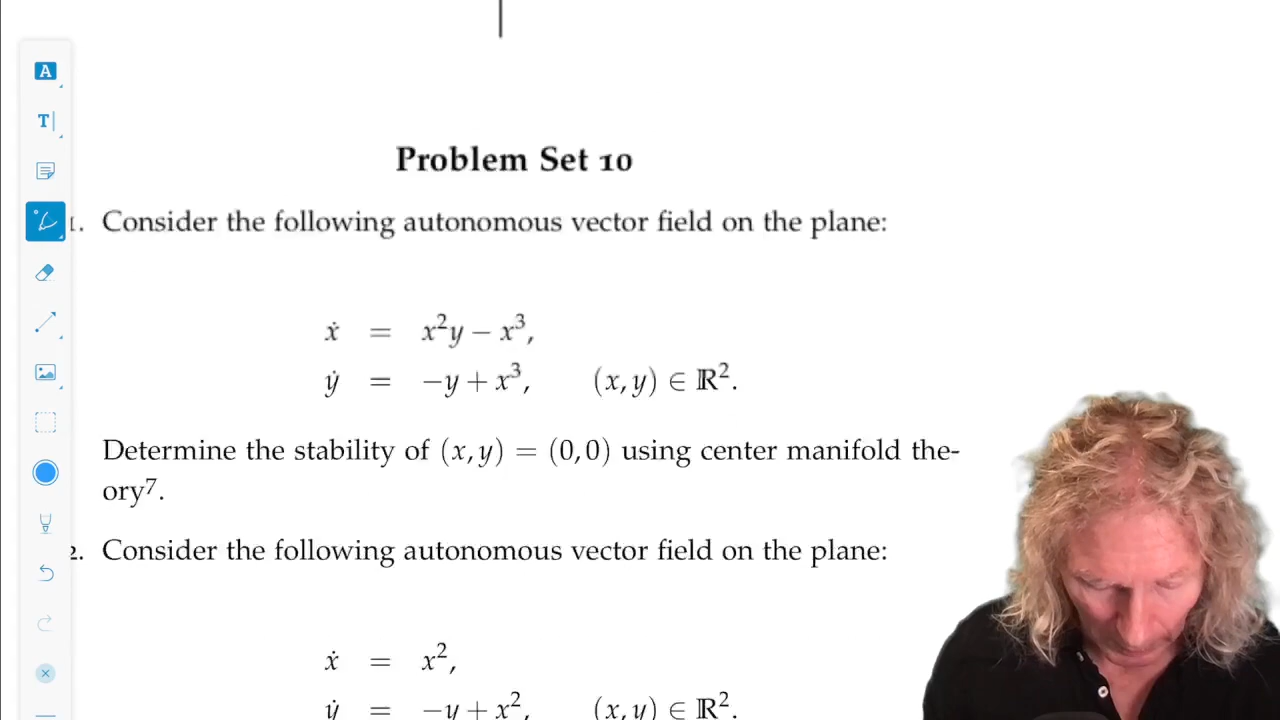 A
T|
Problem Set 10
1. Consider the following autonomous vector field on the plane:
ẋ = x²y − x³,
ẏ = −y + x³, (x, y) ∈ ℝ².
Determine the stability of (x, y) = (0, 0) using center manifold the-
ory⁷.
2. Consider the following autonomous vector field on the plane:
ẋ = x²,
ẏ = −y + x², (x, y) ∈ ℝ².